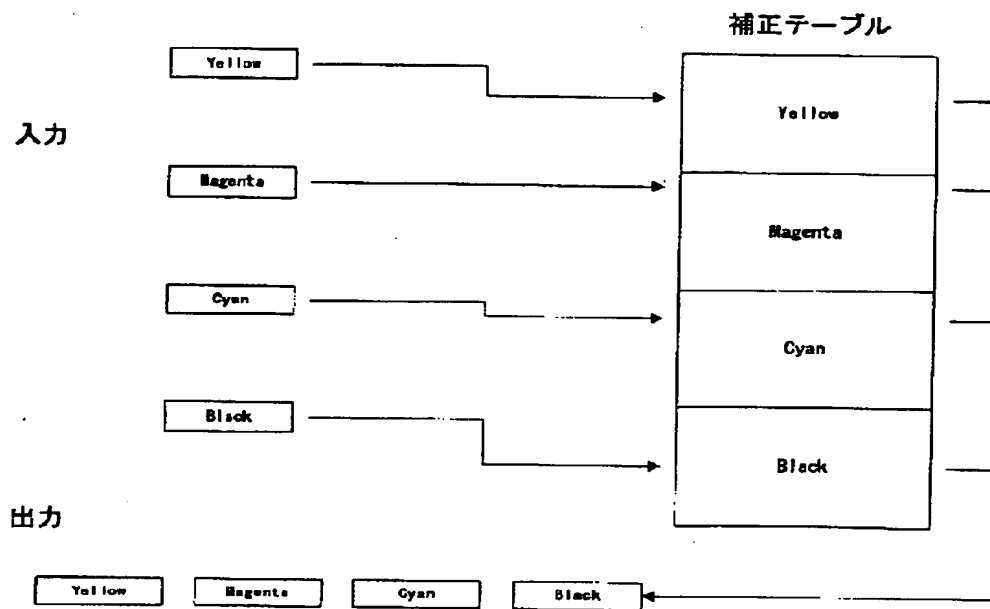 補正テーブル
Yellow
Yellow
入力
Magenta
Magenta
Cyan
Cyan
Black
Black
出力
Yellow Magenta Cyan Black